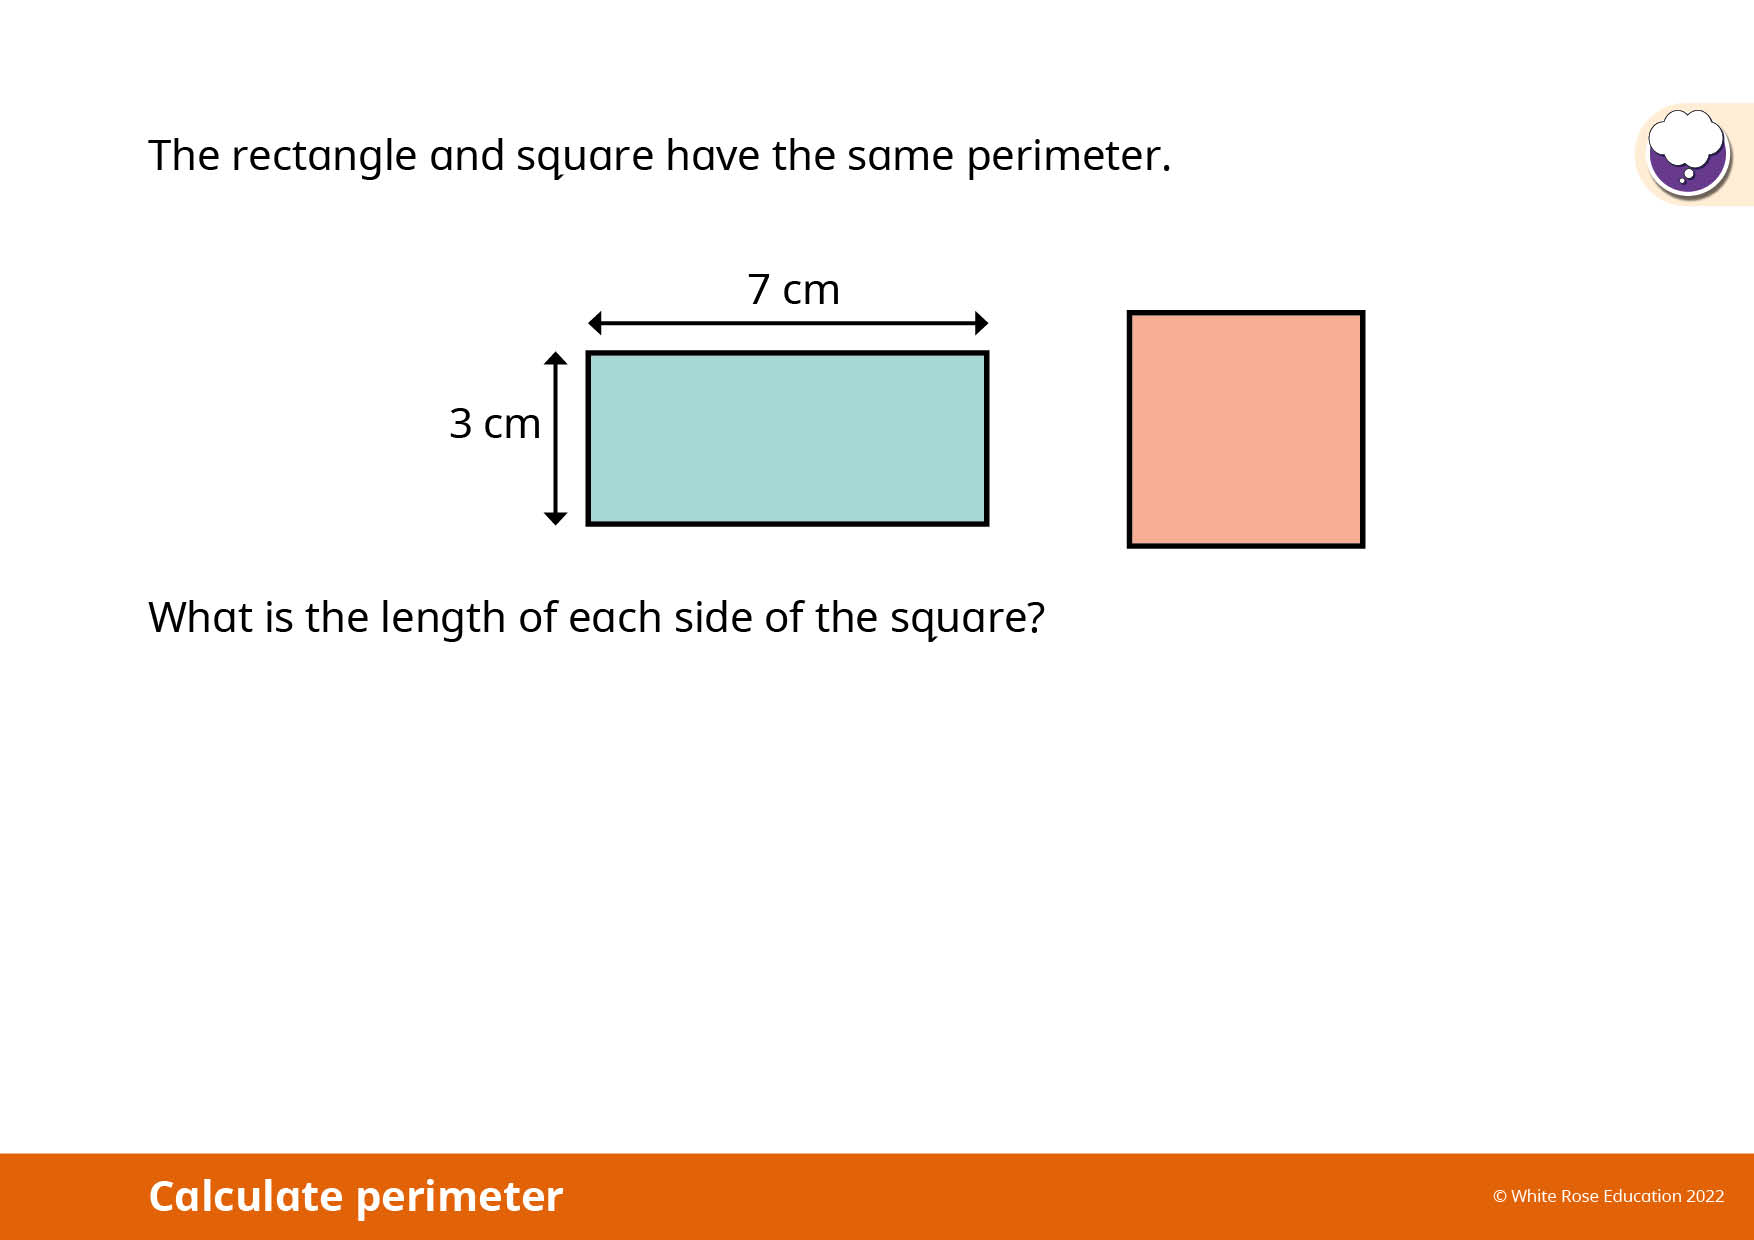 The rectangle and square have the same perimeter.
7 cm
3 cm
What is the length of each side of the square?
Calculate perimeter
© White Rose Education 2022